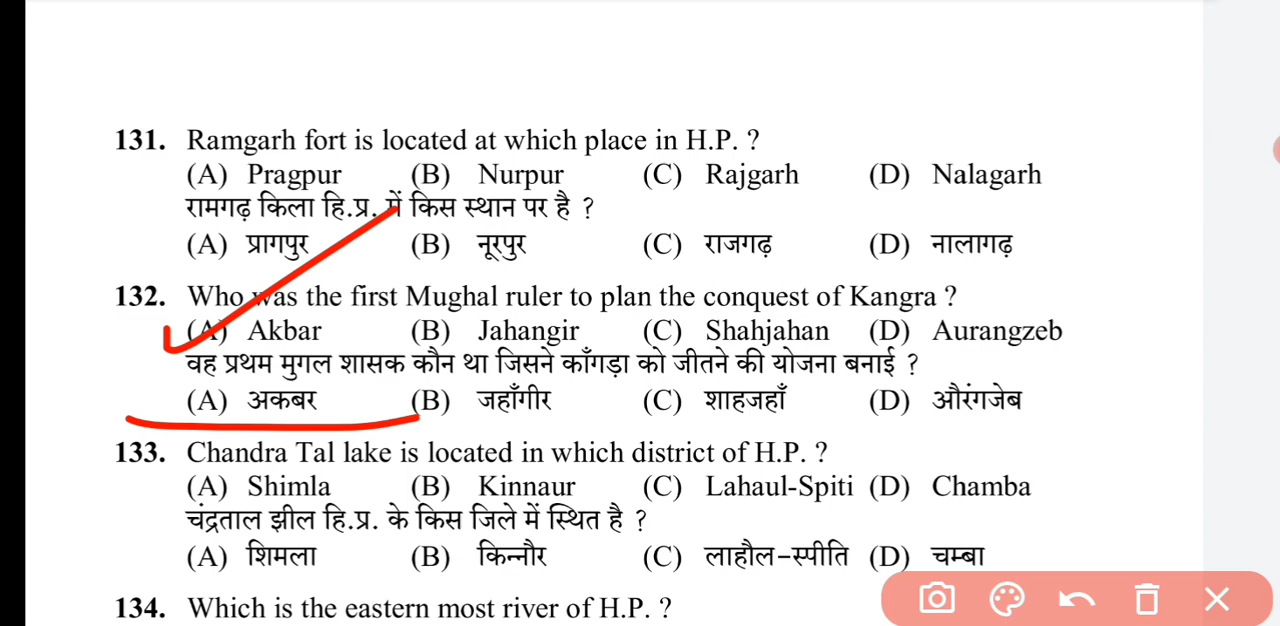 131. Ramgarh fort is located at which place in H.P. ?
(A) Pragpur (B) Nurpur (C) Rajgarh (D) Nalagarh
रामगढ़ किला हि.प्र. में किस स्थान पर है ?
(A) प्रागपुर (B) नूरपुर (C) राजगढ़ (D) नालागढ़
132. Who was the first Mughal ruler to plan the conquest of Kangra ?
(A) Akbar (B) Jahangir (C) Shahjahan (D) Aurangzeb
वह प्रथम मुगल शासक कौन था जिसने काँगड़ा को जीतने की योजना बनाई ?
(A) अकबर (B) जहाँगीर (C) शाहजहाँ (D) औरंगजेब
133. Chandra Tal lake is located in which district of H.P. ?
(A) Shimla (B) Kinnaur (C) Lahaul-Spiti (D) Chamba
चंद्रताल झील हि.प्र. के किस जिले में स्थित है ?
(A) शिमला (B) किन्नौर (C) लाहौल-स्पीति (D) चम्बा
134. Which is the eastern most river of H.P. ?